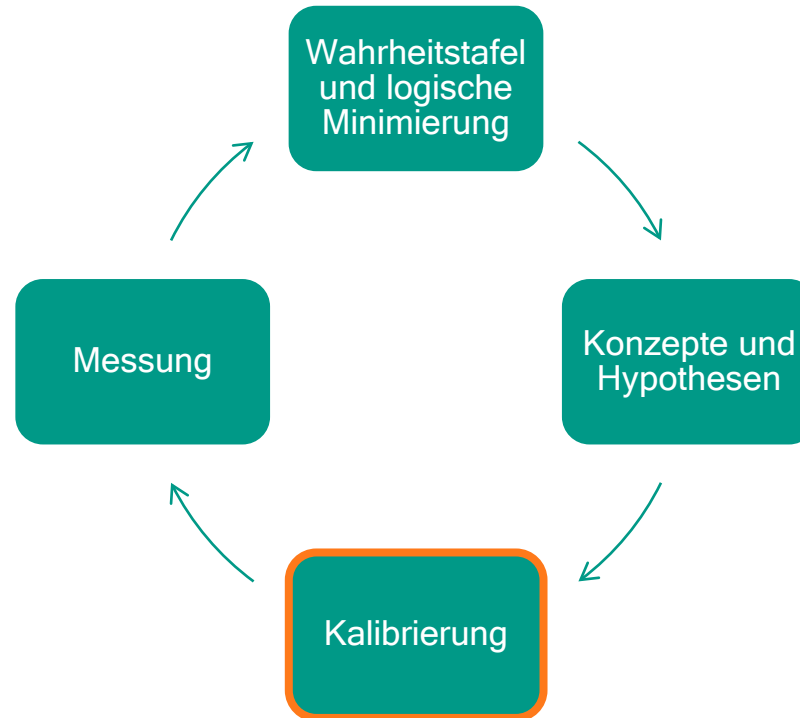 Wahrheitstafel
und logische
Minimierung
Messung
Konzepte und
Hypothesen
Kalibrierung